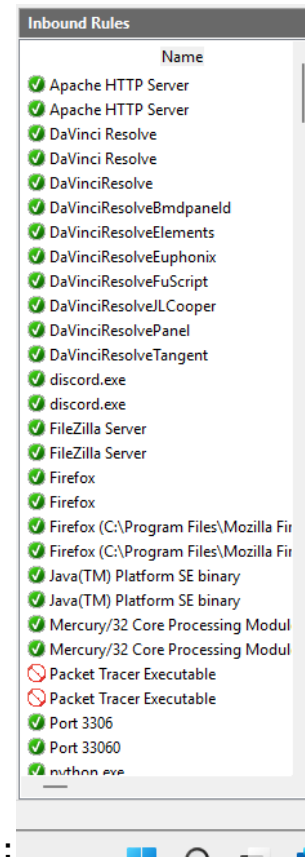 Inbound Rules
Name
Apache HTTP Server
Apache HTTP Server
DaVinci Resolve
DaVinci Resolve
DaVinciResolve
DaVinciResolveBmdpaneld
DaVinciResolveElements
DaVinciResolveEuphonix
DaVinciResolveFuScript
DaVinciResolveJLCooper
DaVinciResolvePanel
DaVinciResolveTangent
discord.exe
discord.exe
FileZilla Server
FileZilla Server
Firefox
Firefox
Firefox (C:\Program Files\Mozilla Fir
Firefox (C:\Program Files\Mozilla Fir
Java(TM) Platform SE binary
Java(TM) Platform SE binary
Mercury/32 Core Processing Modul
Mercury/32 Core Processing Modul
Packet Tracer Executable
Packet Tracer Executable
Port 3306
Port 33060
python.exe